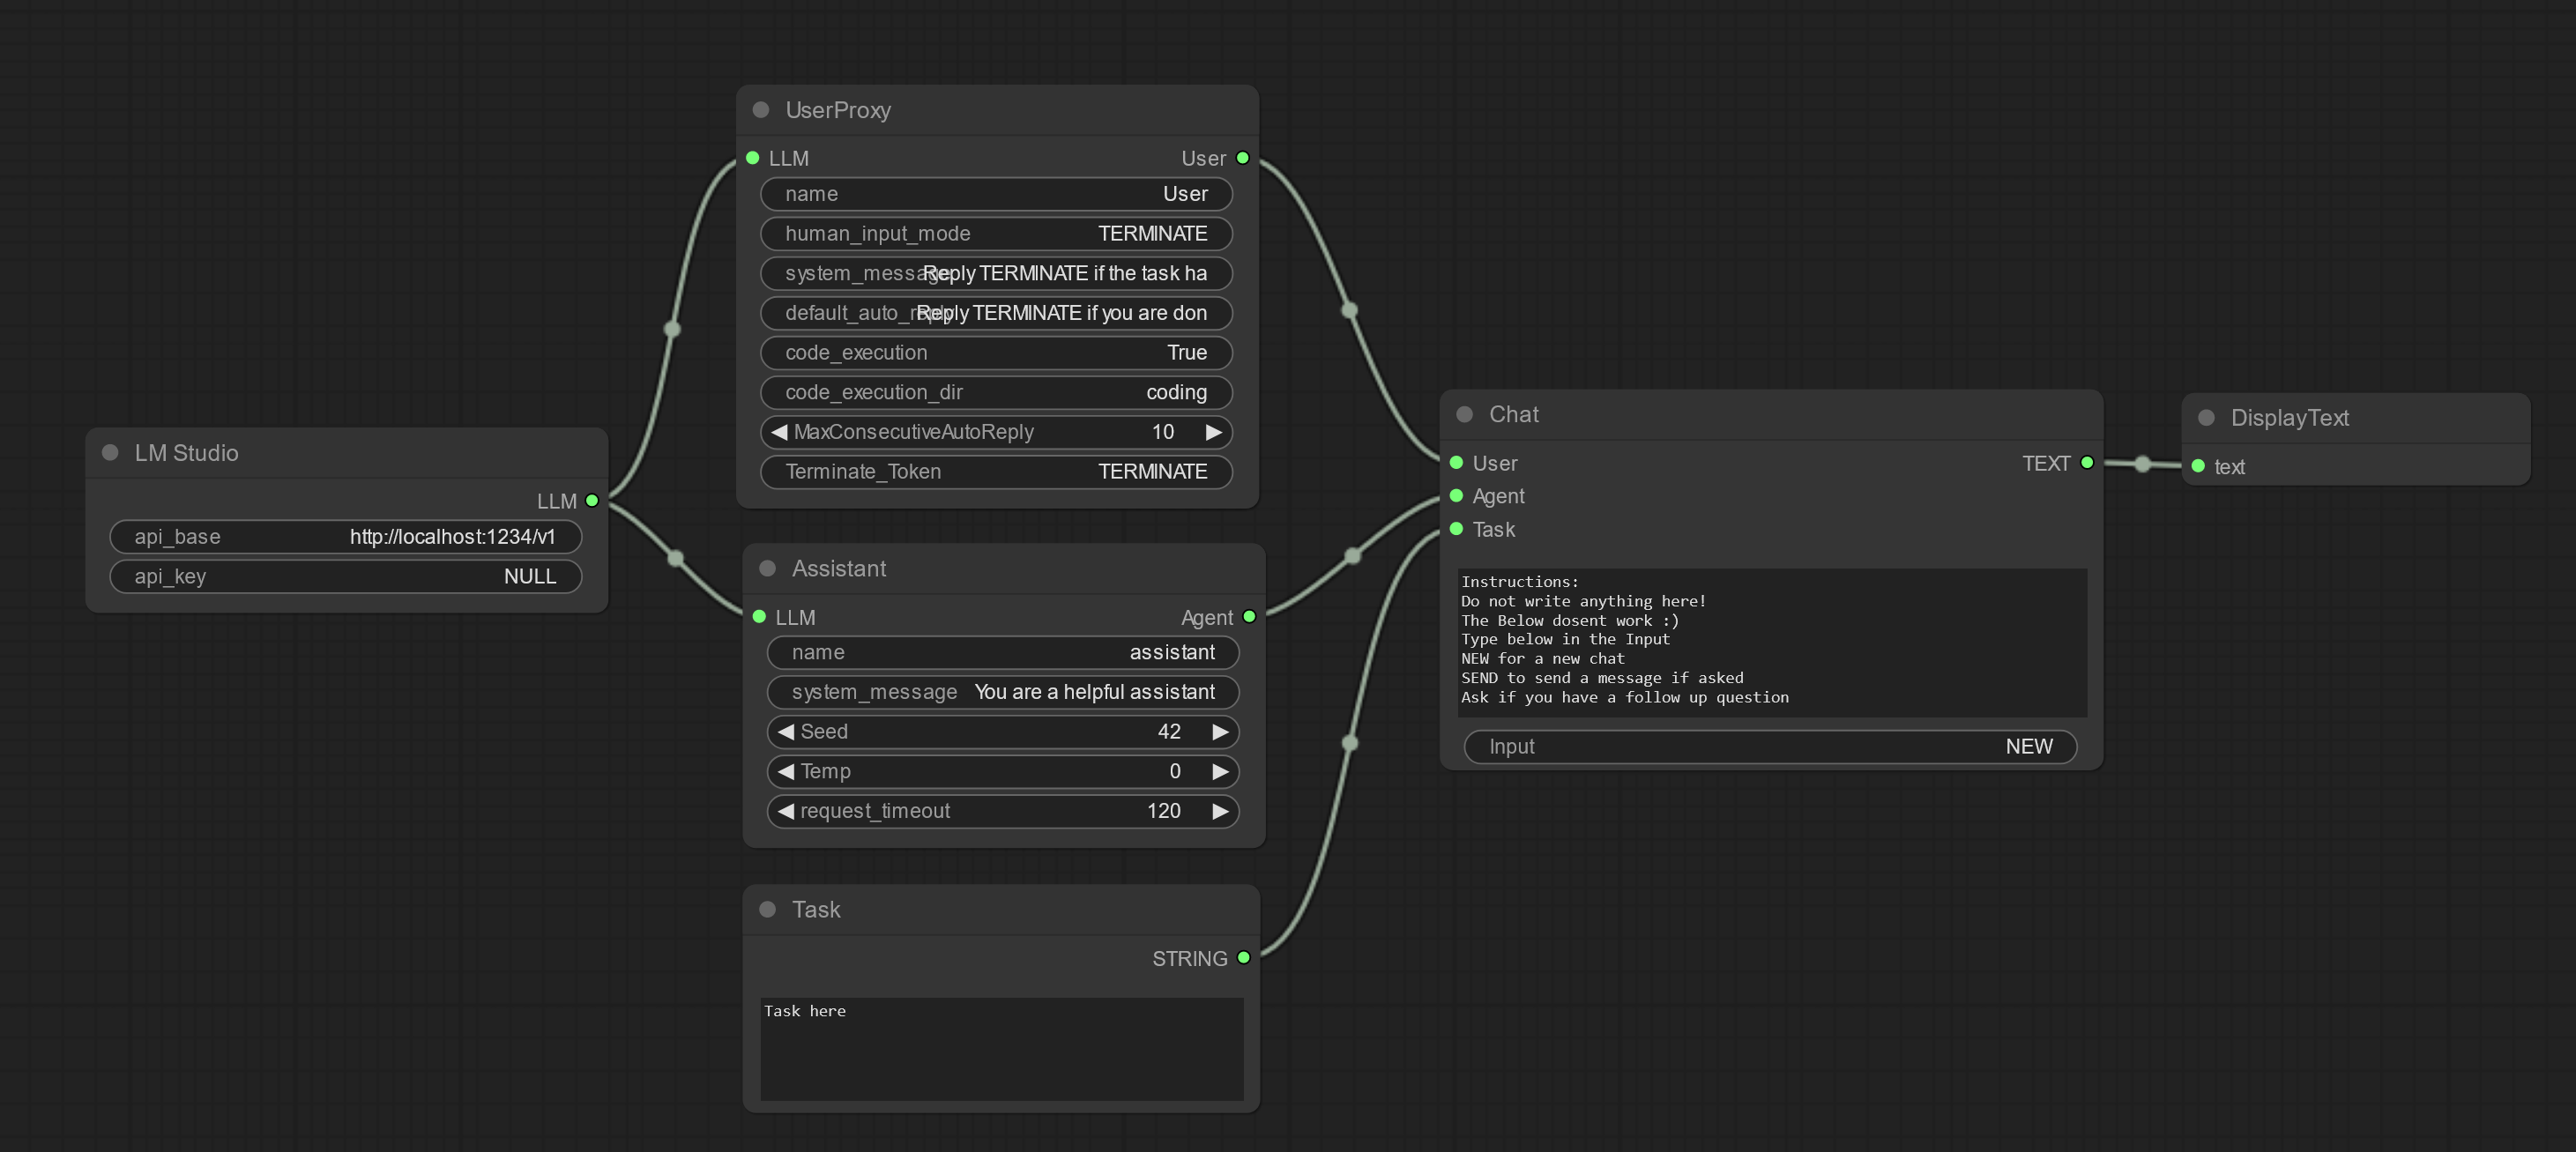 UserProxy
LLM User
name User
human_input_mode TERMINATE
system_message Reply TERMINATE if the task ha
default_auto_reply Reply TERMINATE if you are don
code_execution True
code_execution_dir coding
MaxConsecutiveAutoReply 10
Terminate_Token TERMINATE
LM Studio
LLM
api_base http://localhost:1234/v1
api_key NULL
Assistant
LLM Agent
name assistant
system_message You are a helpful assistant
Seed 42
Temp 0
request_timeout 120
Task
STRING
Task here
Chat
User TEXT
Agent
Task
Instructions:
Do not write anything here!
The Below dosent work :)
Type below in the Input
NEW for a new chat
SEND to send a message if asked
Ask if you have a follow up question
Input NEW
DisplayText
text